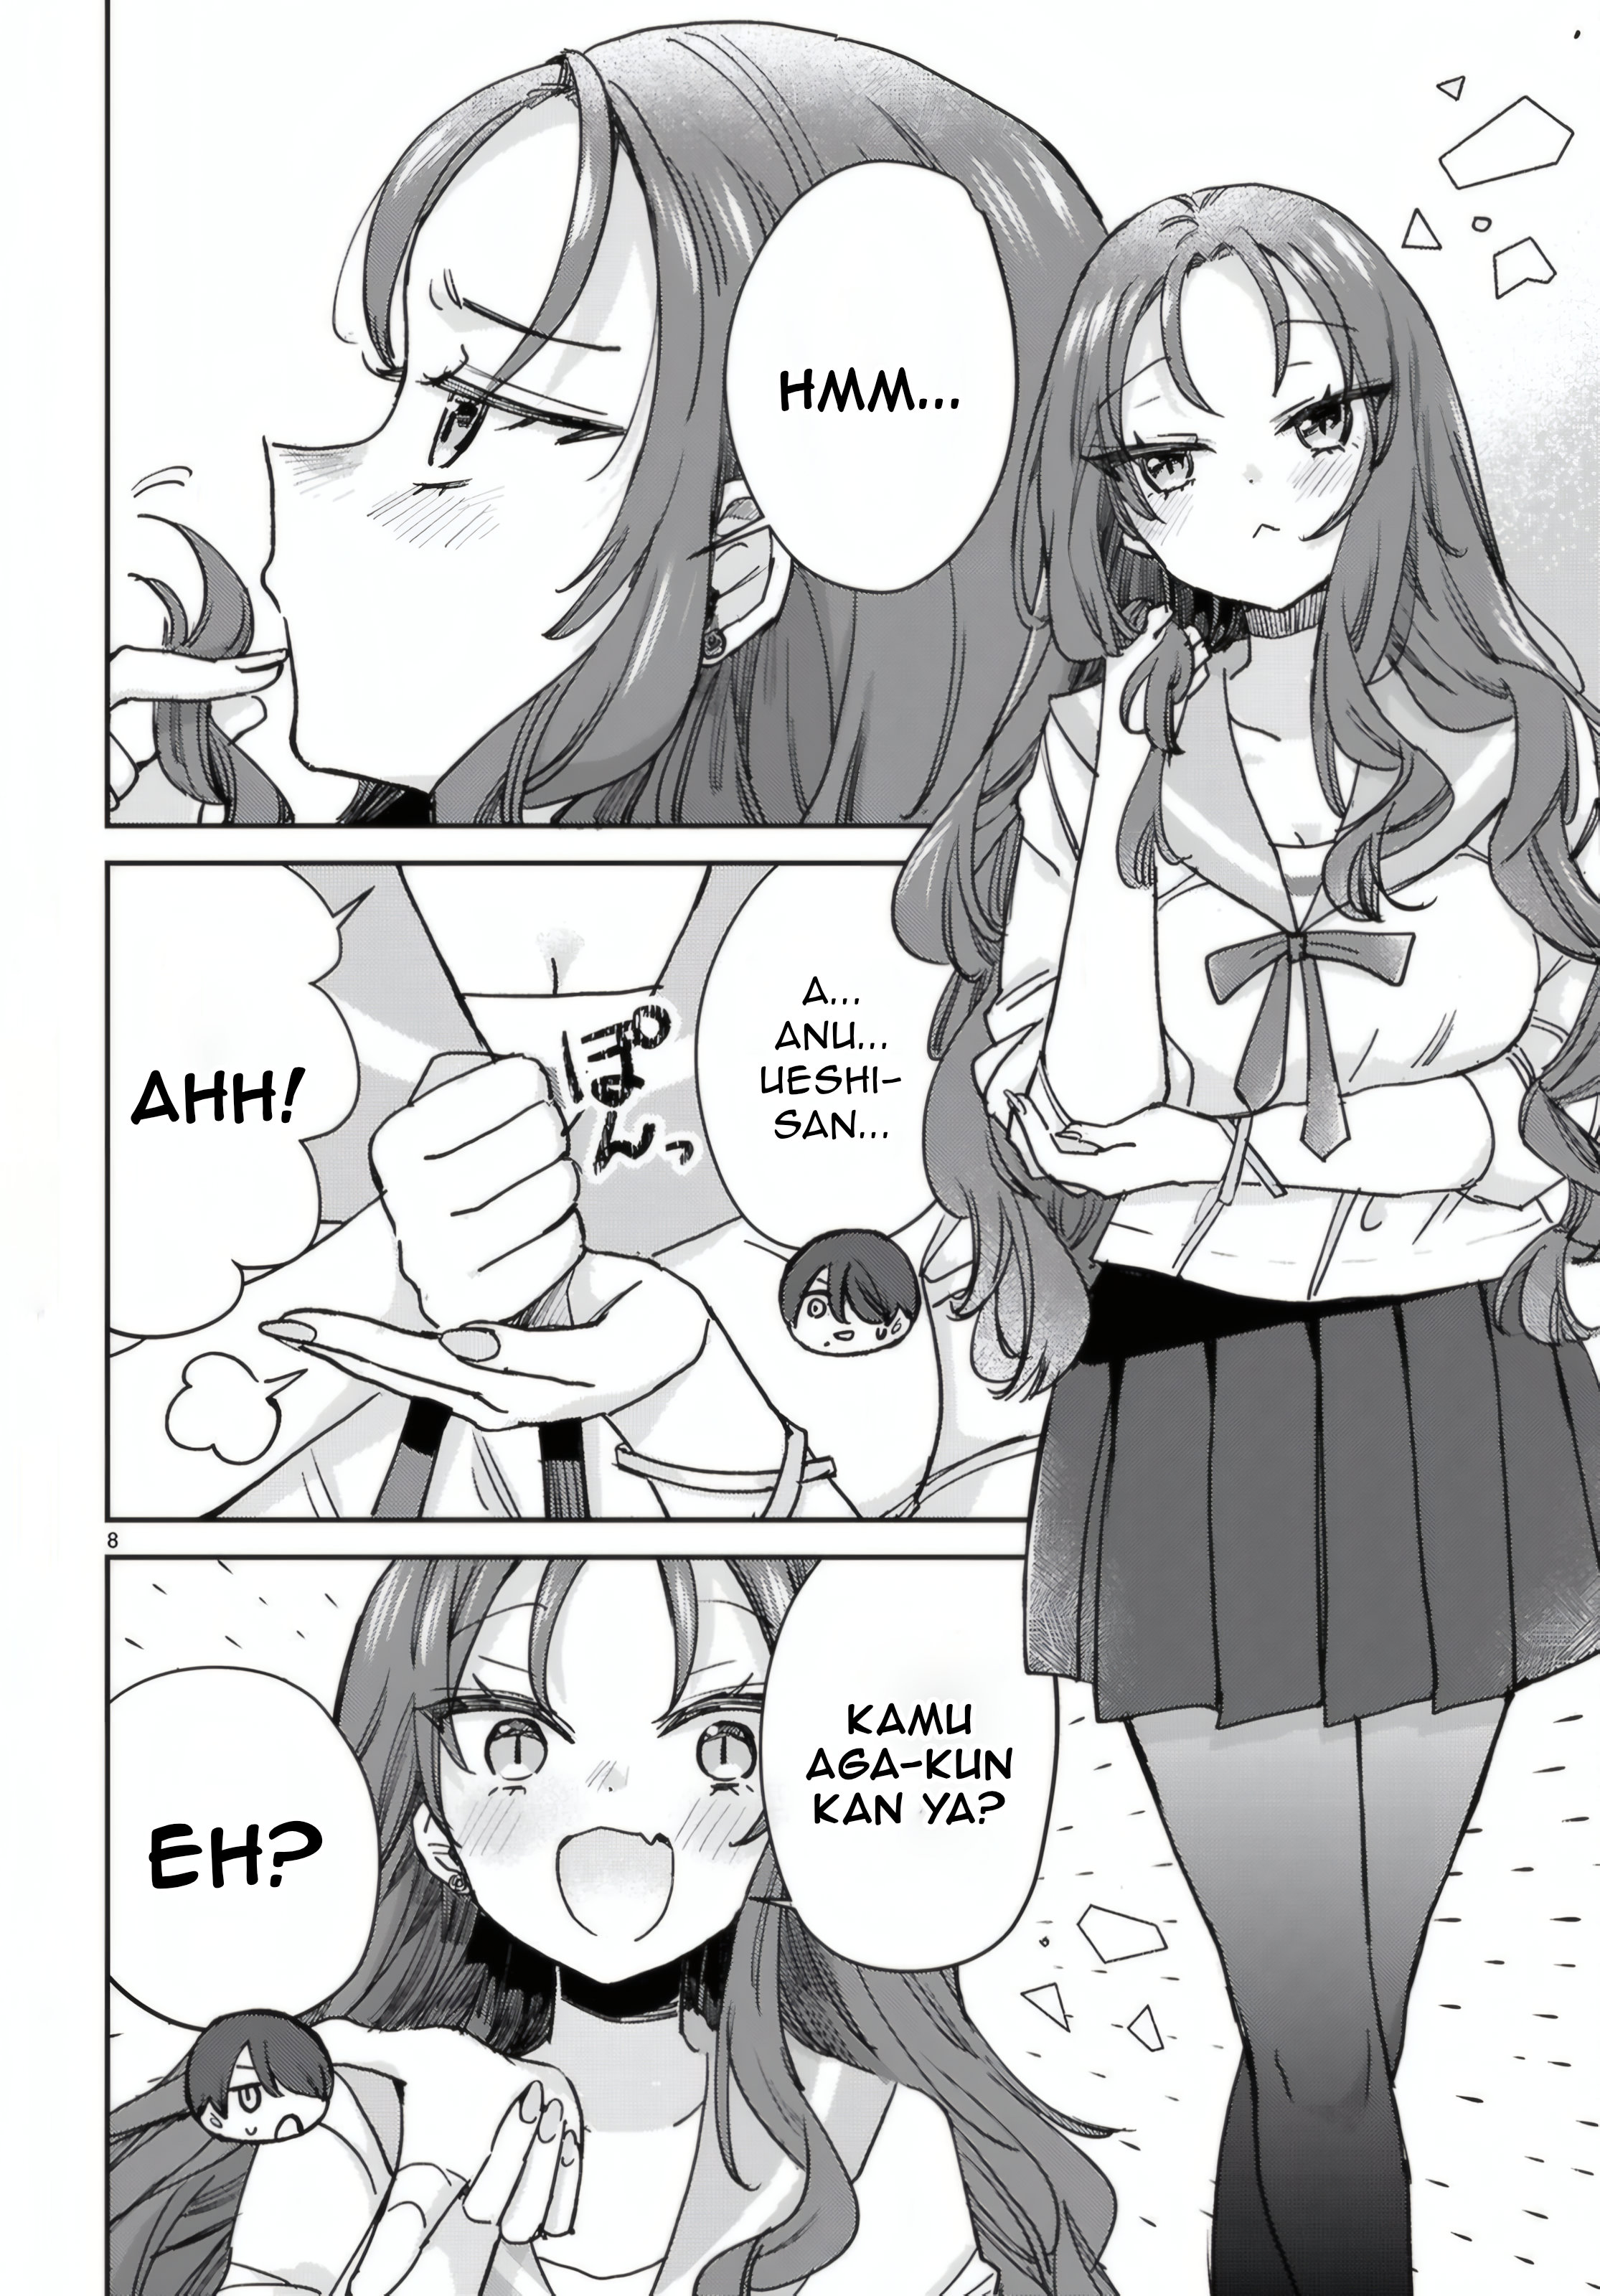 HMM...
A...
ANU...
UESHI-
SAN...
ぽんっ
AHH!
8
KAMU
AGA-KUN
KAN YA?
EH?